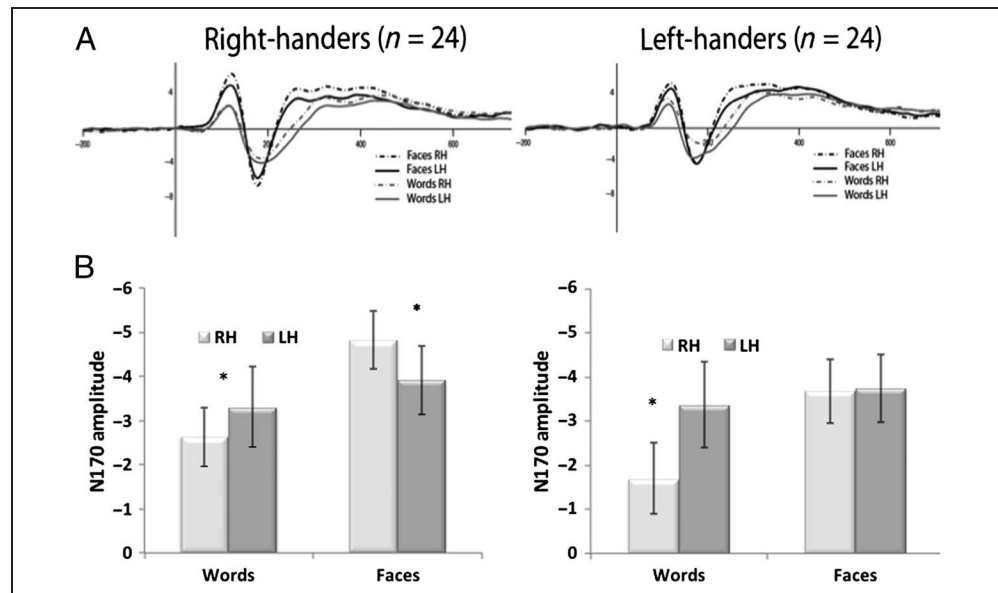 A
Right-handers (n = 24)
4
−200
200
400
600
−4
−8
Faces RH
Faces LH
Words RH
Words LH
Left-handers (n = 24)
4
−200
200
400
600
−4
−8
Faces RH
Faces LH
Words RH
Words LH
B
N170 amplitude
−6
−5
−4
−3
−2
−1
0
RH LH
*
*
Words Faces
N170 amplitude
−6
−5
−4
−3
−2
−1
0
RH LH
*
Words Faces